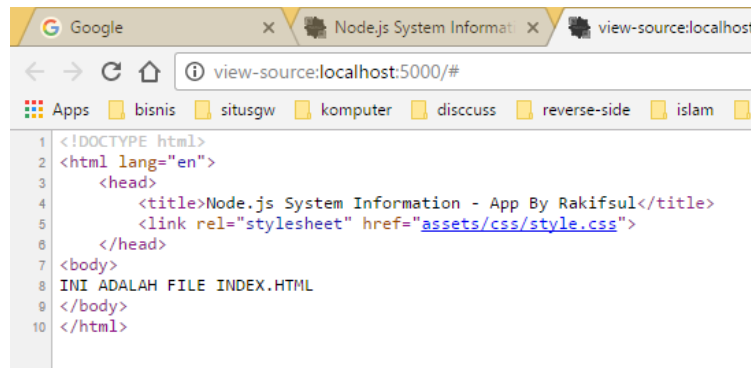 Google
Node.js System Informati
view-source:localhost
view-source:localhost:5000/#
Apps bisnis situsgw komputer disccuss reverse-side islam
1 <!DOCTYPE html>
2 <html lang="en">
3 <head>
4 <title>Node.js System Information - App By Rakifsul</title>
5 <link rel="stylesheet" href="assets/css/style.css">
6 </head>
7 <body>
8 INI ADALAH FILE INDEX.HTML
9 </body>
10 </html>